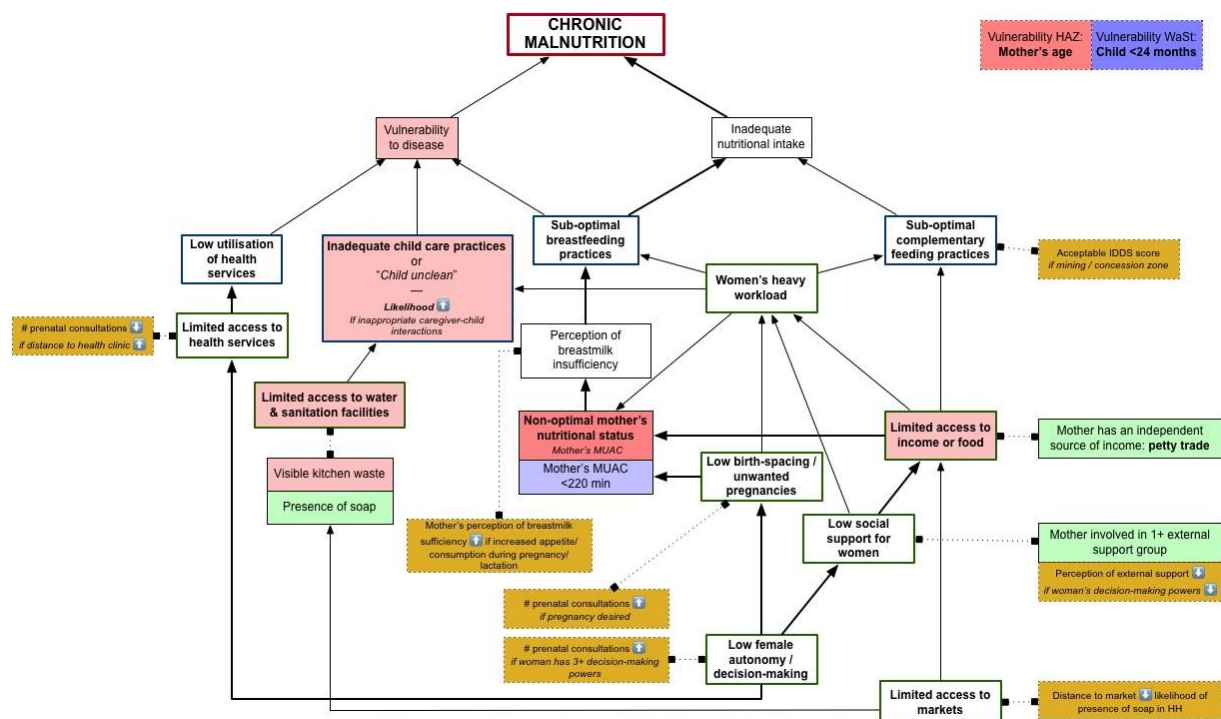 CHRONIC
MALNUTRITION
Vulnerability HAZ:
Mother's age
Vulnerability WaSt:
Child <24 months
Vulnerability
to disease
Inadequate
nutritional intake
Low utilisation
of health
services
Inadequate child care practices
or
"Child unclean"
—
Likelihood ⬆️
If inappropriate caregiver-child
interactions
Sub-optimal
breastfeeding
practices
Sub-optimal
complementary
feeding practices
Acceptable IDDS score
if mining / concession zone
Women's heavy
workload
# prenatal consultations ⬇️
if distance to health clinic ⬆️
Limited access to
health services
Perception of
breastmilk
insufficiency
Limited access to water
& sanitation facilities
Non-optimal mother's
nutritional status
Mother's MUAC
Mother's MUAC
<220 min
Limited access to
income or food
Mother has an independent
source of income: petty trade
Visible kitchen waste
Presence of soap
Low birth-spacing /
unwanted
pregnancies
Mother's perception of breastmilk
sufficiency ⬆️ if increased appetite/
consumption during pregnancy/
lactation
Low social
support for
women
Mother involved in 1+ external
support group
Perception of external support ⬇️
if woman's decision-making powers ⬇️
# prenatal consultations ⬆️
if pregnancy desired
# prenatal consultations ⬆️
if woman has 3+ decision-making
powers
Low female
autonomy /
decision-making
Limited access to
markets
Distance to market ⬇️ likelihood of
presence of soap in HH